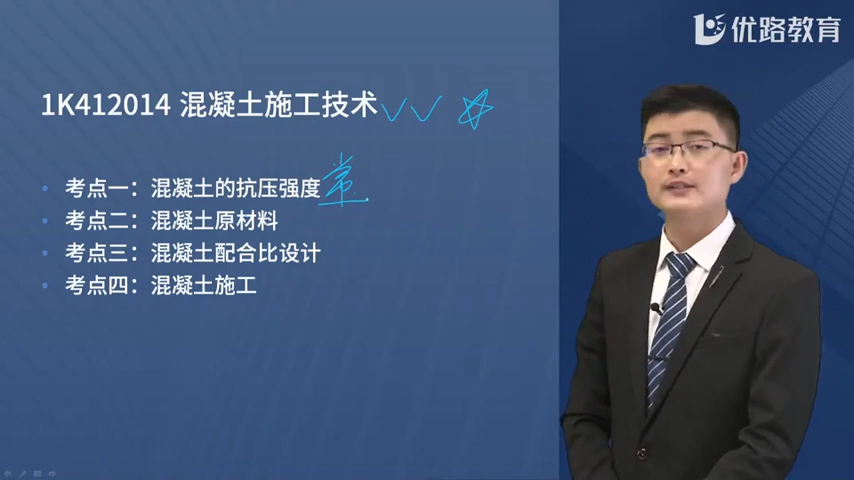 优路教育
1K412014 混凝土施工技术
考点一：混凝土的抗压强度 常
考点二：混凝土原材料
考点三：混凝土配合比设计
考点四：混凝土施工